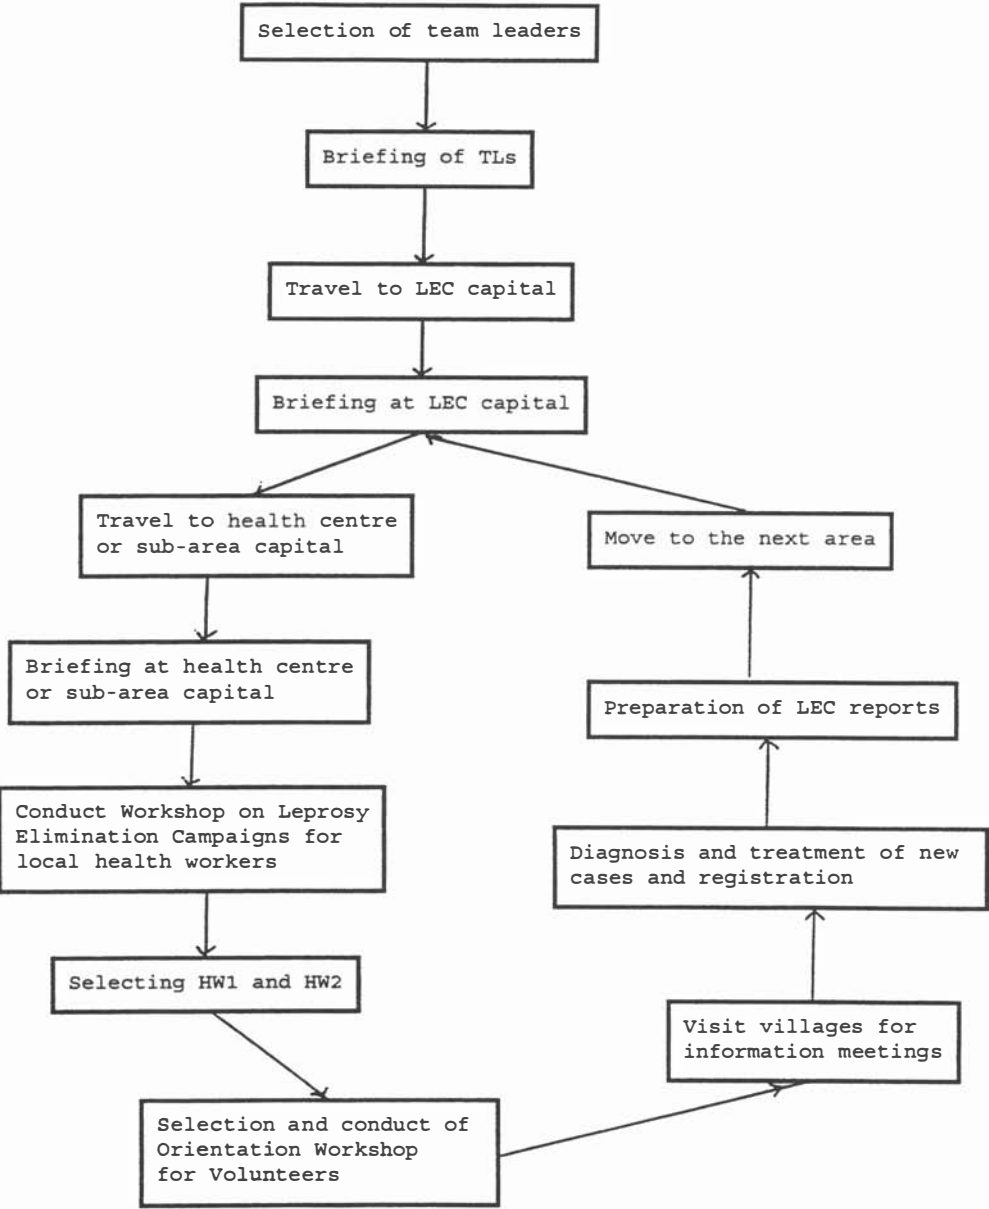 Selection of team leaders
Briefing of TLs
Travel to LEC capital
Briefing at LEC capital
Travel to health centre
or sub-area capital
Briefing at health centre
or sub-area capital
Conduct Workshop on Leprosy
Elimination Campaigns for
local health workers
Selecting HW1 and HW2
Selection and conduct of
Orientation Workshop
for Volunteers
Visit villages for
information meetings
Diagnosis and treatment of new
cases and registration
Preparation of LEC reports
Move to the next area